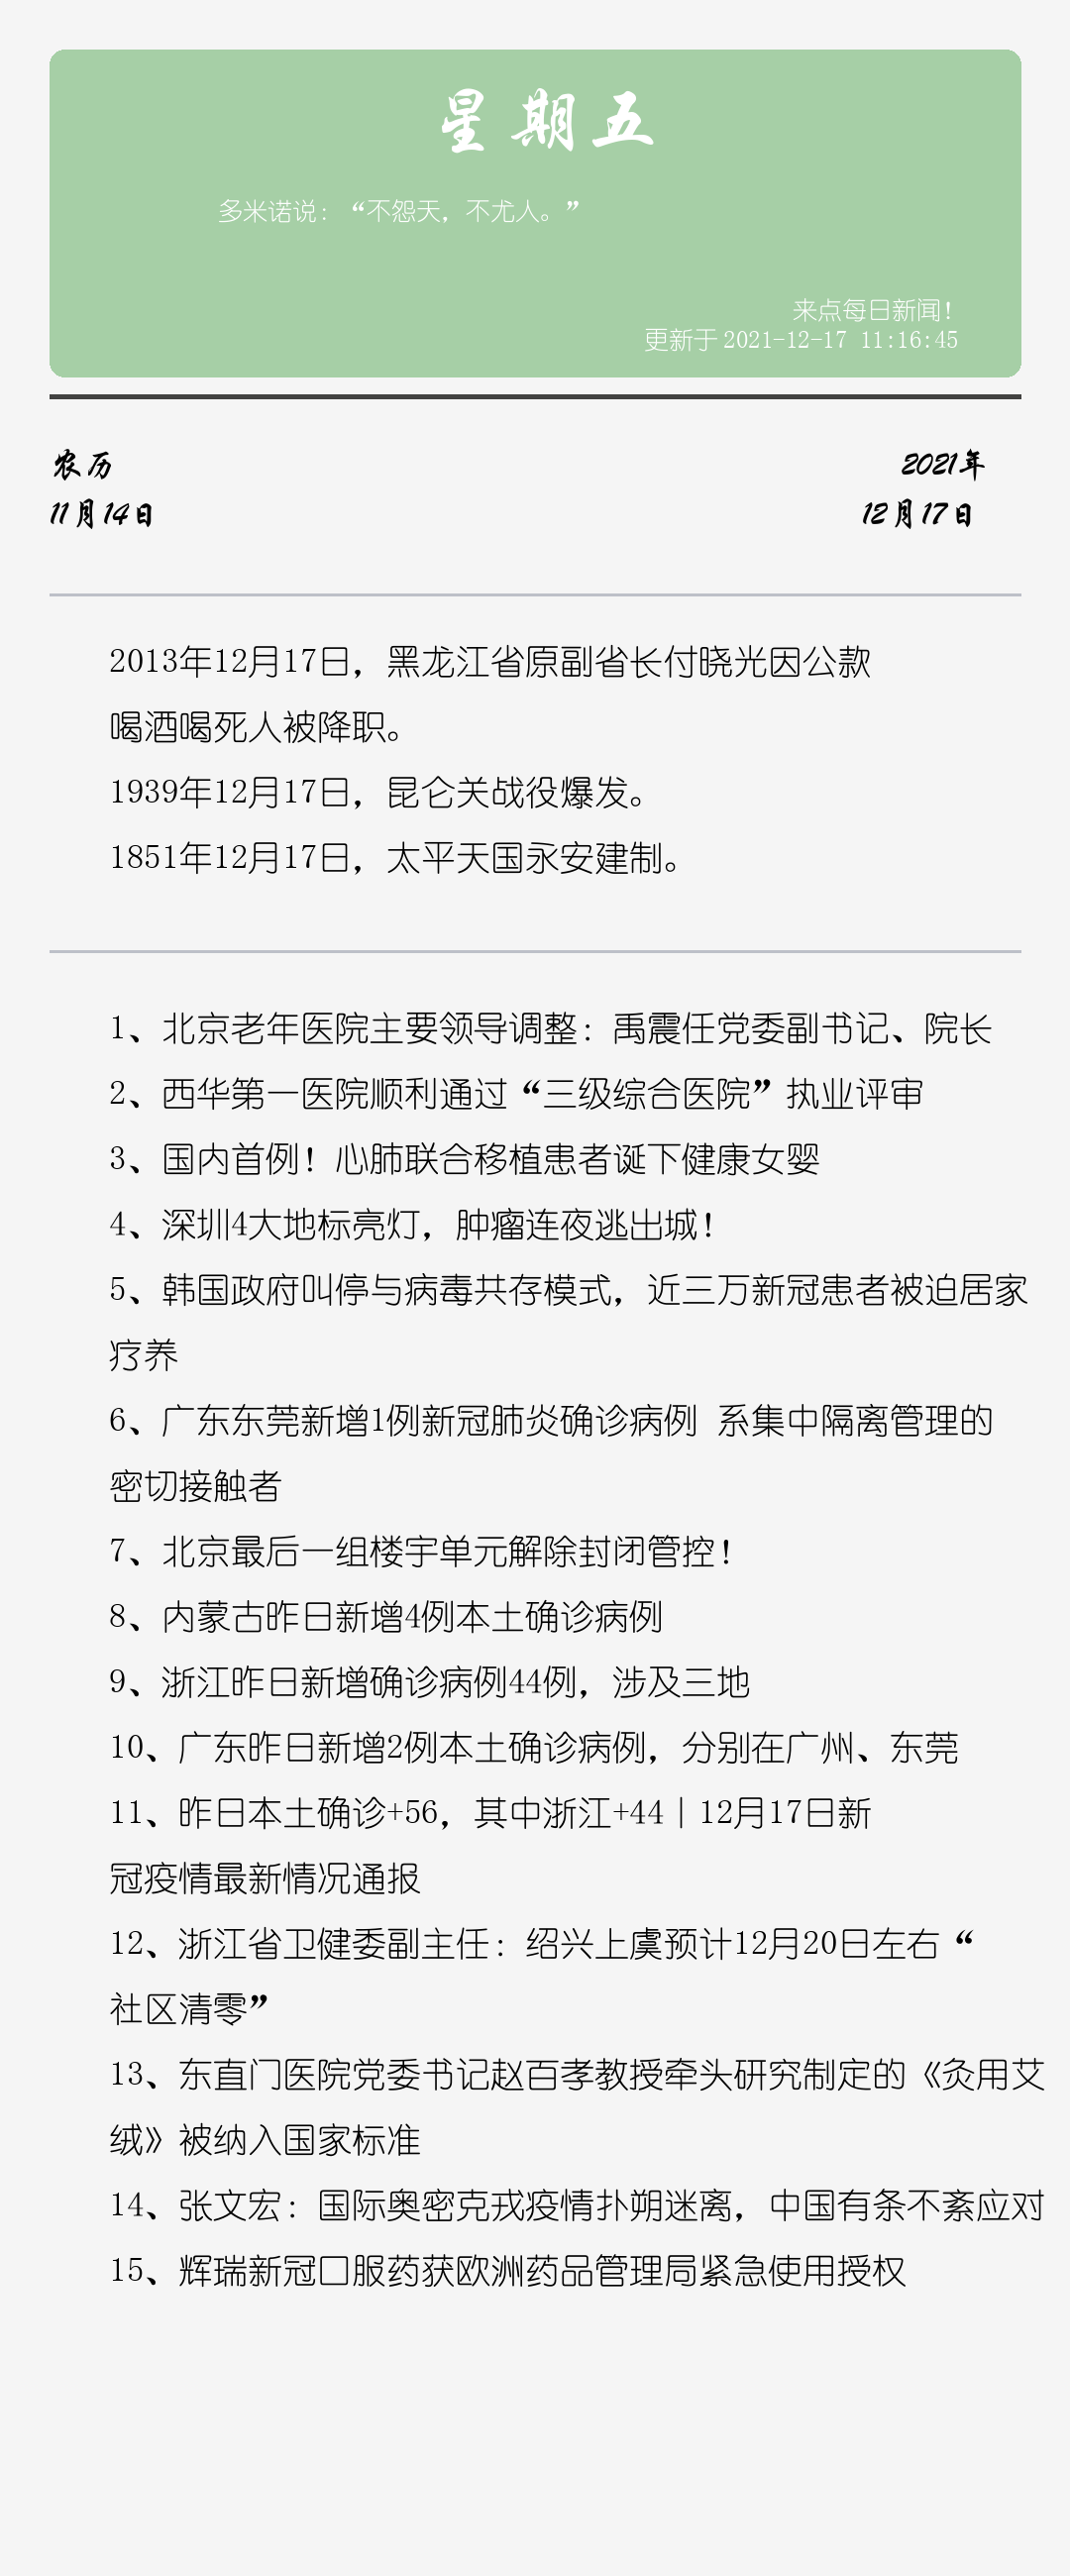 星期五
多米诺说：“不怨天，不尤人。”
来点每日新闻！
更新于 2021-12-17 11:16:45
农历
2021年
11月14日
12月17日
2013年12月17日，黑龙江省原副省长付晓光因公款
喝酒喝死人被降职。
1939年12月17日，昆仑关战役爆发。
1851年12月17日，太平天国永安建制。
1、北京老年医院主要领导调整：禹震任党委副书记、院长
2、西华第一医院顺利通过“三级综合医院”执业评审
3、国内首例！心肺联合移植患者诞下健康女婴
4、深圳4大地标亮灯，肿瘤连夜逃出城！
5、韩国政府叫停与病毒共存模式，近三万新冠患者被迫居家
疗养
6、广东东莞新增1例新冠肺炎确诊病例 系集中隔离管理的
密切接触者
7、北京最后一组楼宇单元解除封闭管控！
8、内蒙古昨日新增4例本土确诊病例
9、浙江昨日新增确诊病例44例，涉及三地
10、广东昨日新增2例本土确诊病例，分别在广州、东莞
11、昨日本土确诊+56，其中浙江+44｜12月17日新
冠疫情最新情况通报
12、浙江省卫健委副主任：绍兴上虞预计12月20日左右“
社区清零”
13、东直门医院党委书记赵百孝教授牵头研究制定的《灸用艾
绒》被纳入国家标准
14、张文宏：国际奥密克戎疫情扑朔迷离，中国有条不紊应对
15、辉瑞新冠口服药获欧洲药品管理局紧急使用授权